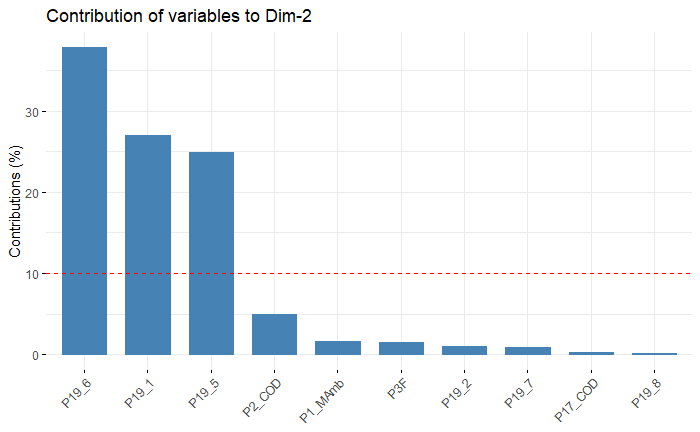 Contribution of variables to Dim-2
Contributions (%)
30
20
10
0
P19_6
P19_1
P19_5
P2_COD
P1_MAmb
P3F
P19_2
P19_7
P17_COD
P19_8